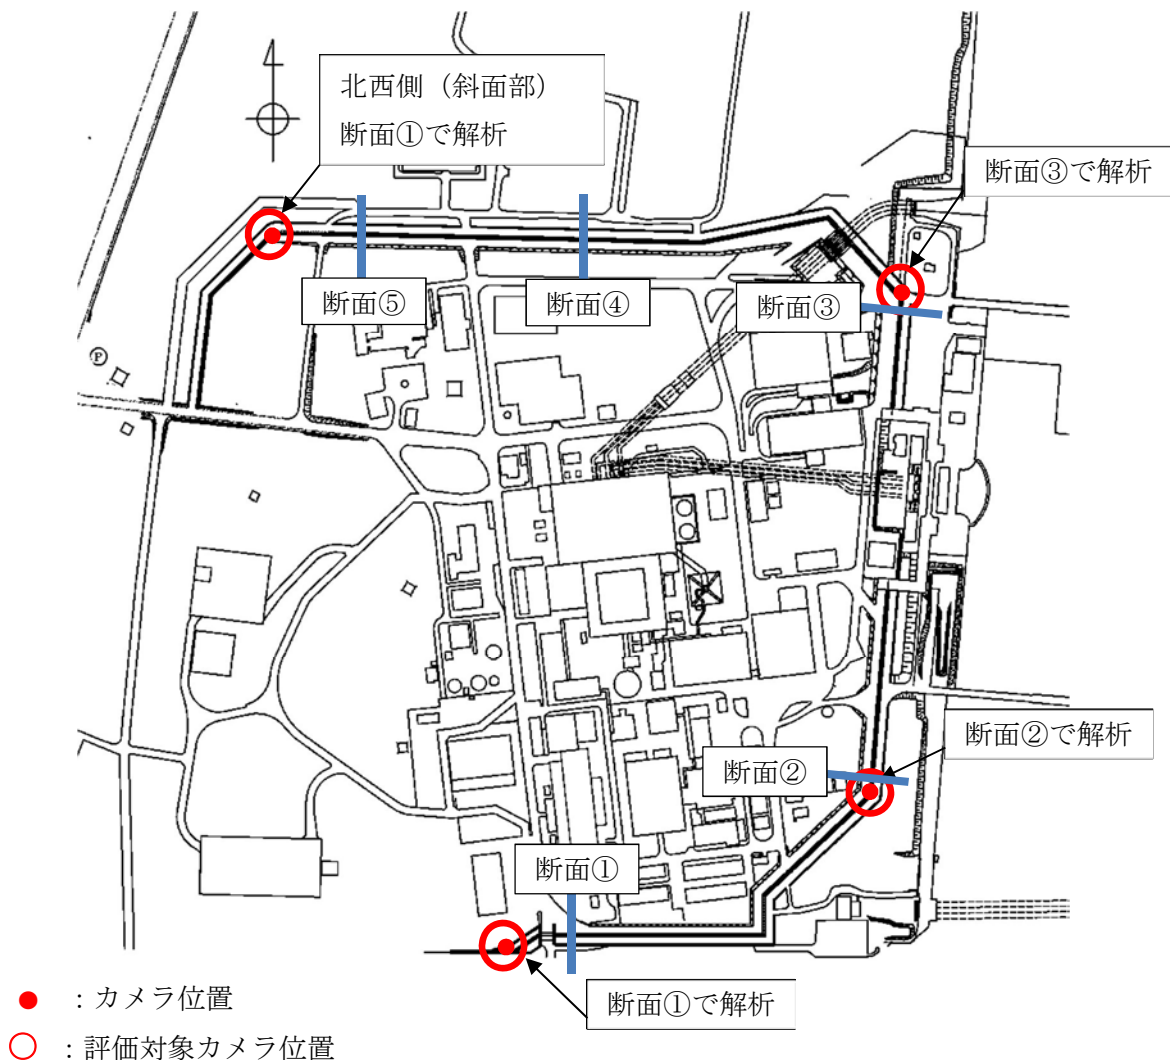 北西側（斜面部）
断面①で解析
断面③で解析
断面⑤
断面④
断面③
P
断面②で解析
断面②
断面①
断面①で解析
：カメラ位置
：評価対象カメラ位置